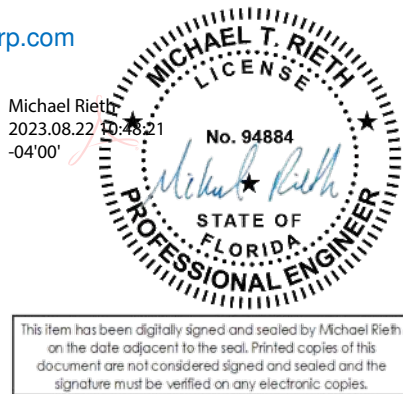 rp.com
Michael Rieth
2023.08.22 10:48:21
-04'00'
MICHAEL T. RIETH
LICENSE
No. 94884
Michael Rieth
STATE OF
FLORIDA
PROFESSIONAL ENGINEER
This item has been digitally signed and sealed by Michael Rieth
on the date adjacent to the seal. Printed copies of this
document are not considered signed and sealed and the
signature must be verified on any electronic copies.